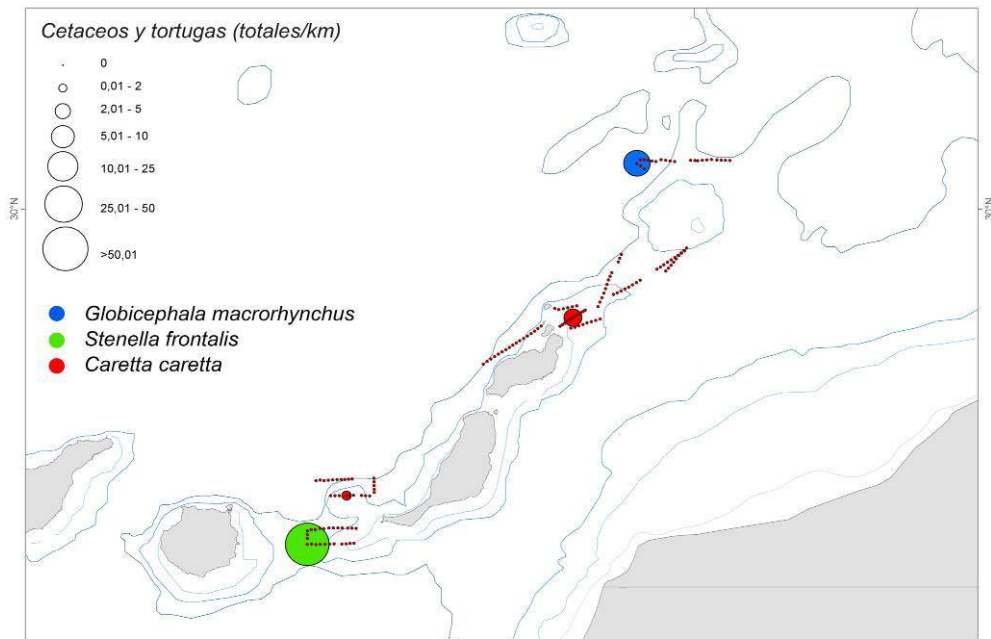 Cetaceos y tortugas (totales/km)
0
0,01 - 2
2,01 - 5
5,01 - 10
10,01 - 25
25,01 - 50
>50,01
Globicephala macrorhynchus
Stenella frontalis
Caretta caretta
30°N
30°N